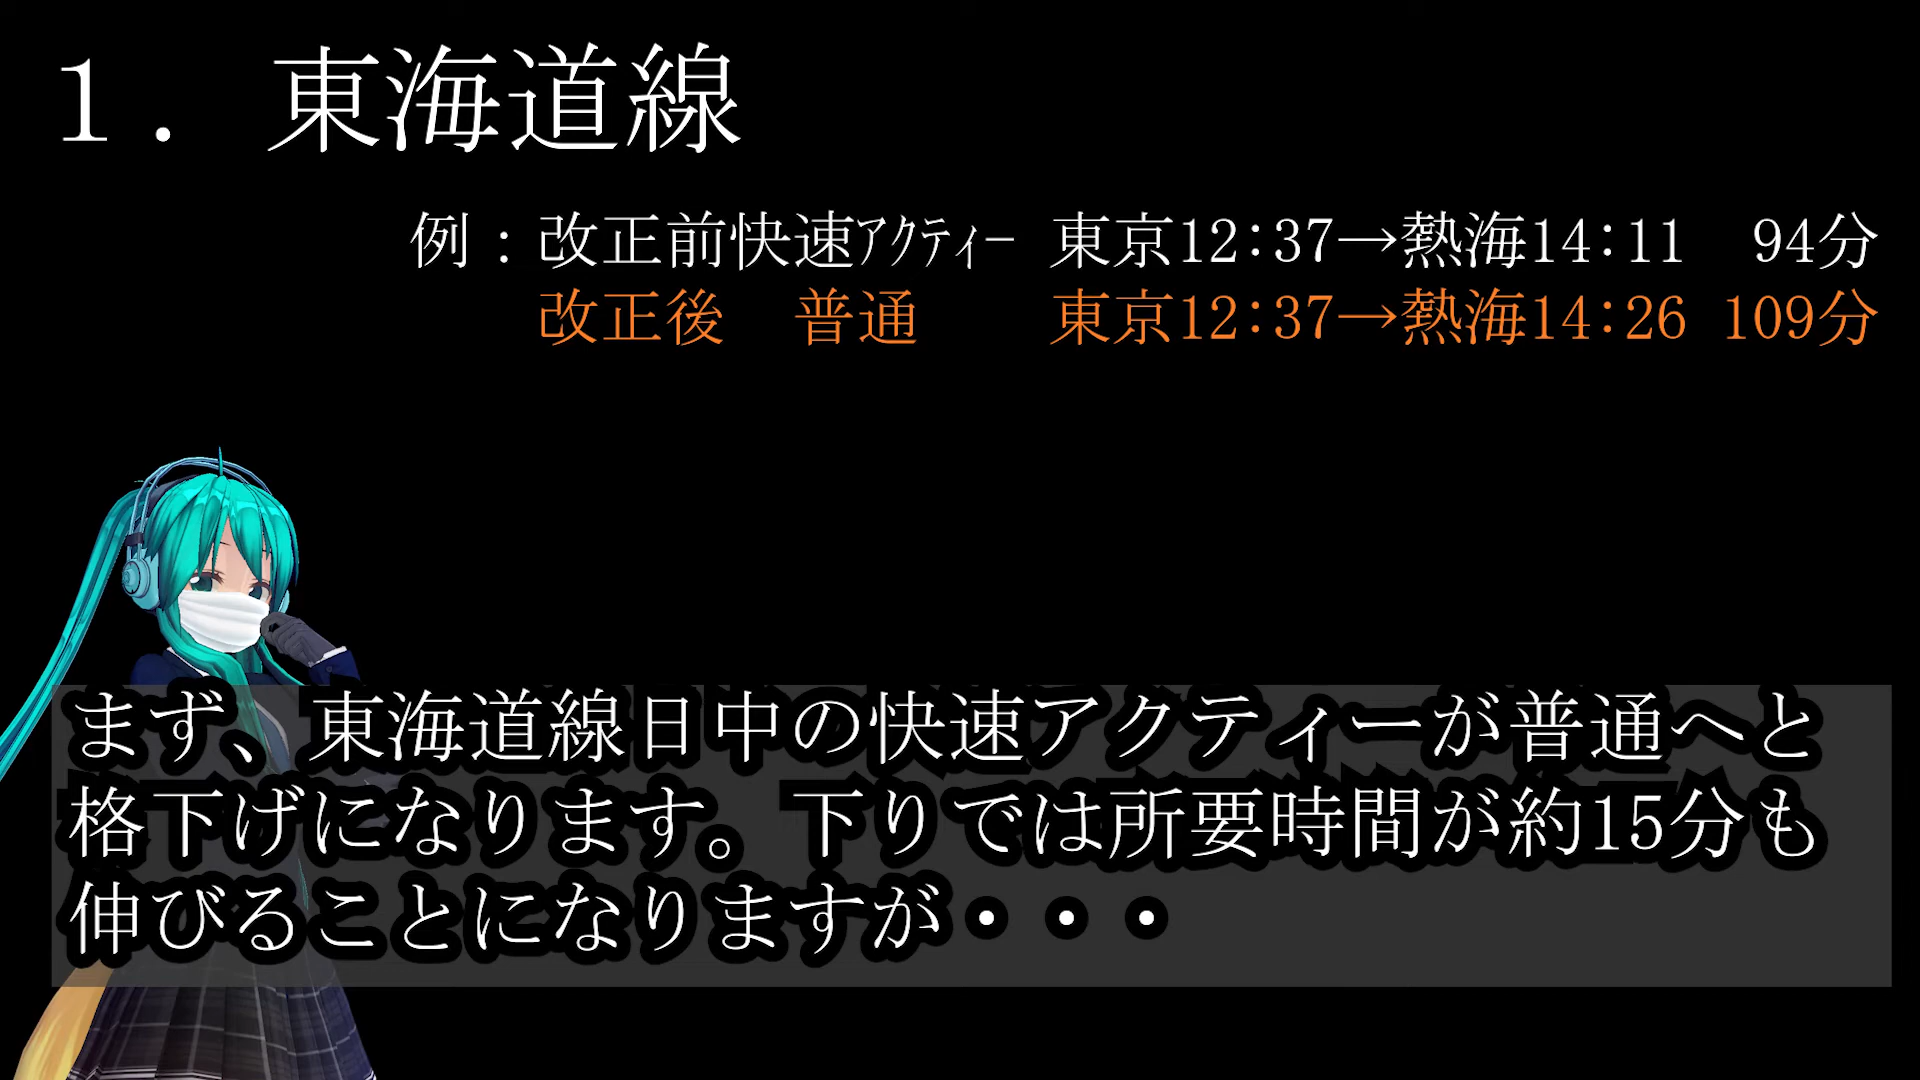 １．東海道線
例：改正前快速ｱｸﾃｨｰ 東京12:37→熱海14:11 94分
改正後 普通 東京12:37→熱海14:26 109分
まず、東海道線日中の快速アクティーが普通へと
格下げになります。下りでは所要時間が約15分も
伸びることになりますが・・・